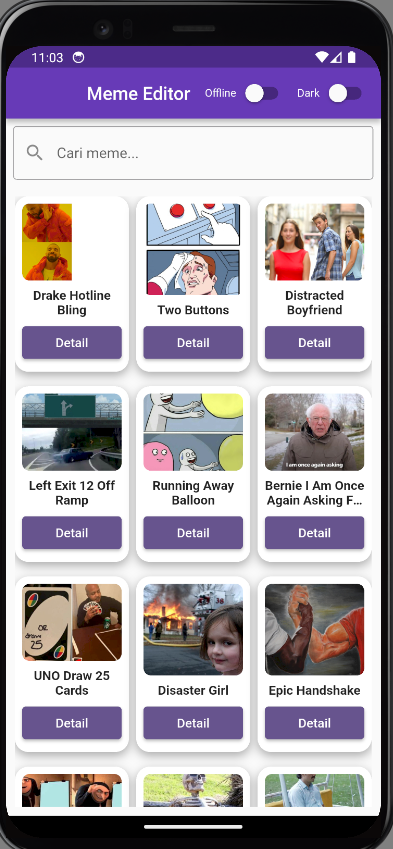 11:03
Meme Editor
Offline
Dark
Cari meme...
Drake Hotline
Bling
Two Buttons
Distracted
Boyfriend
Detail
Detail
Detail
Left Exit 12 Off
Ramp
Running Away
Balloon
I am once again asking
Bernie I Am Once
Again Asking F...
Detail
Detail
Detail
OR
draw
25
UNO Draw 25
Cards
Disaster Girl
Epic Handshake
Detail
Detail
Detail